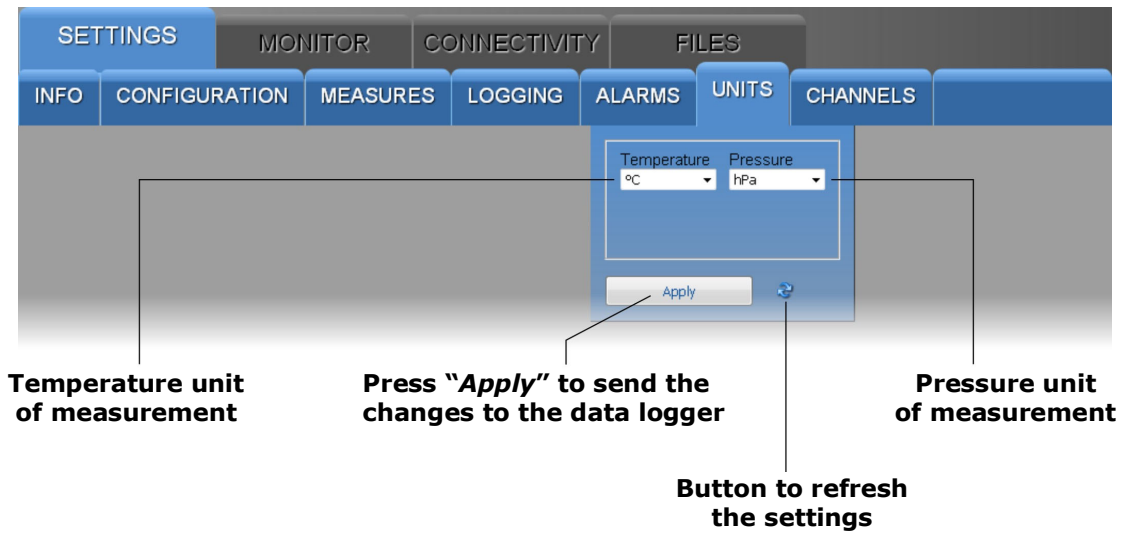 SETTINGS MONITOR CONNECTIVITY FILES
INFO CONFIGURATION MEASURES LOGGING ALARMS UNITS CHANNELS
Temperature Pressure
ºC hPa
Apply
Temperature unit
of measurement
Press “Apply” to send the
changes to the data logger
Pressure unit
of measurement
Button to refresh
the settings